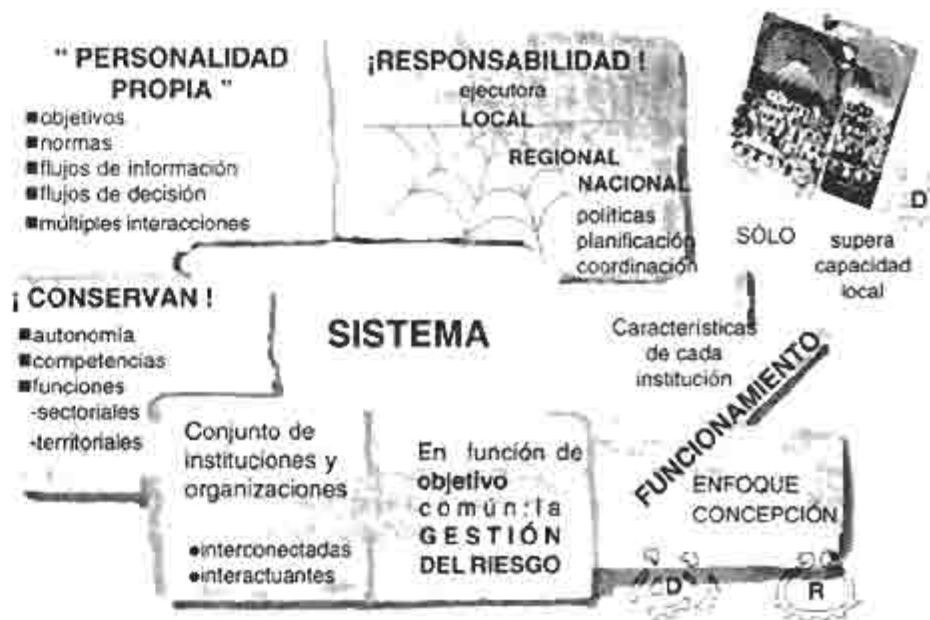 " PERSONALIDAD
PROPIA "
■objetivos
■normas
■flujos de información
■flujos de decisión
■múltiples interacciones
¡RESPONSABILIDAD !
ejecutora
LOCAL
REGIONAL
NACIONAL
políticas
planificación
coordinación
D
SÓLO
supera
capacidad
local
¡ CONSERVAN !
■autonomía
■competencias
■funciones
-sectoriales
-territoriales
SISTEMA
Características
de cada
institución
FUNCIONAMIENTO
Conjunto de
instituciones y
organizaciones
●interconectadas
●interactuantes
En función de
objetivo
común:la
GESTIÓN
DEL RIESGO
ENFOQUE
CONCEPCIÓN
D
R